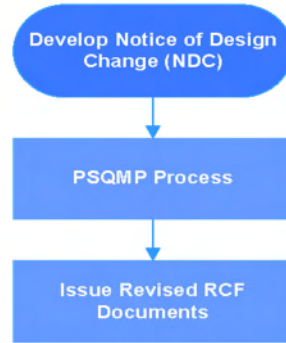 Develop Notice of Design
Change (NDC)
PSQMP Process
Issue Revised RCF
Documents